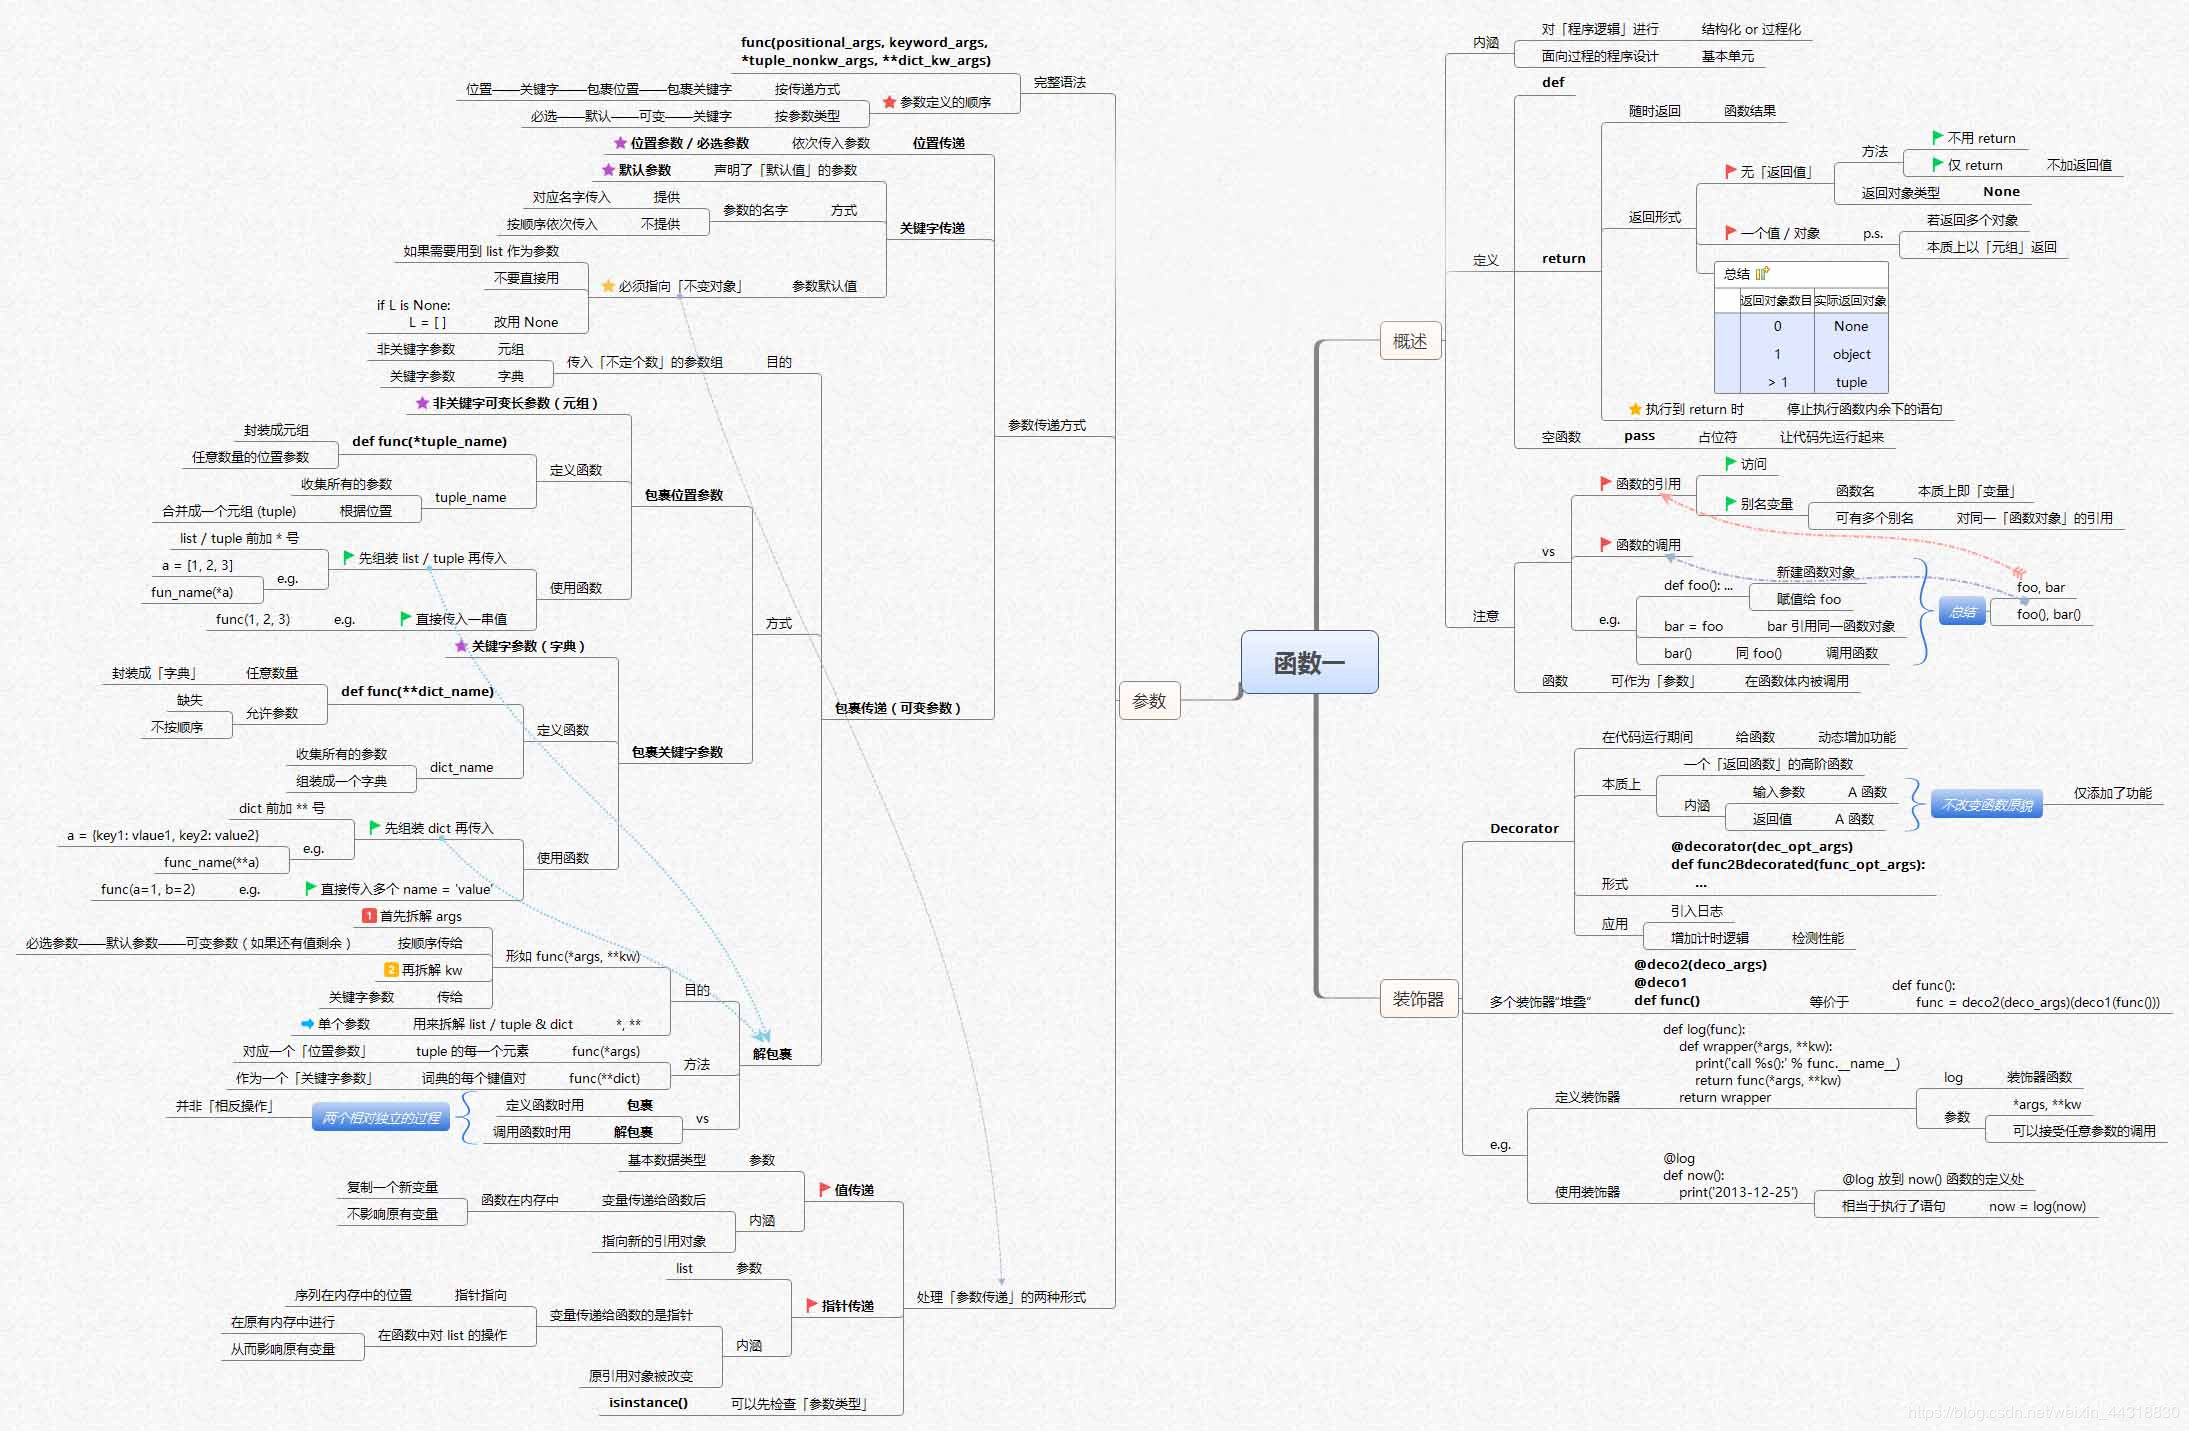 函数一
概述
内涵
对「程序逻辑」进行 结构化 or 过程化
面向过程的程序设计 基本单元
定义
def
return
随时返回 函数结果
返回形式
无「返回值」
方法
不用 return
仅 return 不加返回值
返回对象类型 None
一个值 / 对象 p.s.
若返回多个对象
本质上以「元组」返回
总结
返回对象数目 实际返回对象
0 None
1 object
> 1 tuple
执行到 return 时 停止执行函数内余下的语句
空函数 pass 占位符 让代码先运行起来
注意
vs
函数的引用
访问
别名变量
函数名 本质上即「变量」
可有多个别名 对同一「函数对象」的引用
函数的调用
e.g.
def foo(): ...
新建函数对象
赋值给 foo
bar = foo bar 引用同一函数对象
bar() 同 foo() 调用函数
总结
foo, bar
foo(), bar()
函数 可作为「参数」 在函数体内被调用
装饰器
Decorator
在代码运行期间 给函数 动态增加功能
本质上
一个「返回函数」的高阶函数
内涵
输入参数 A 函数
返回值 A 函数
不改变函数原貌 仅添加了功能
形式
@decorator(dec_opt_args)
def func2Bdecorated(func_opt_args):
...
应用
引入日志
增加计时逻辑 检测性能
多个装饰器"堆叠"
@deco2(deco_args)
@deco1
def func()
等价于
def func():
func = deco2(deco_args)(deco1(func()))
e.g.
定义装饰器
def log(func):
def wrapper(*args, **kw):
print('call %s():' % func.__name__)
return func(*args, **kw)
return wrapper
log 装饰器函数
参数
*args, **kw
可以接受任意参数的调用
使用装饰器
@log
def now():
print('2013-12-25')
@log 放到 now() 函数的定义处
相当于执行了语句 now = log(now)
参数
完整语法
func(positional_args, keyword_args,
*tuple_nonkw_args, **dict_kw_args)
参数定义的顺序
按传递方式 位置——关键字——包裹位置——包裹关键字
按参数类型 必选——默认——可变——关键字
参数传递方式
位置传递 依次传入参数 位置参数 / 必选参数
关键字传递
声明了「默认值」的参数 默认参数
方式 参数的名字
提供 对应名字传入
不提供 按顺序依次传入
参数默认值 必须指向「不变对象」
如果需要用到 list 作为参数
不要直接用
改用 None
if L is None:
L = [ ]
包裹传递（可变参数）
目的 传入「不定个数」的参数组
元组 非关键字参数
字典 关键字参数
方式
包裹位置参数
非关键字可变长参数（元组）
定义函数
def func(*tuple_name)
封装成元组
任意数量的位置参数
tuple_name
收集所有的参数
根据位置 合并成一个元组 (tuple)
使用函数
先组装 list / tuple 再传入
list / tuple 前加 * 号
e.g.
a = [1, 2, 3]
fun_name(*a)
直接传入一串值 e.g. func(1, 2, 3)
包裹关键字参数
关键字参数（字典）
定义函数
def func(**dict_name)
任意数量 封装成「字典」
允许参数
缺失
不按顺序
dict_name
收集所有的参数
组装成一个字典
使用函数
先组装 dict 再传入
dict 前加 ** 号
e.g.
a = {key1: vlaue1, key2: value2}
func_name(**a)
直接传入多个 name = 'value' e.g. func(a=1, b=2)
解包裹
目的
形如 func(*args, **kw)
1 首先拆解 args
按顺序传给 必选参数——默认参数——可变参数（如果还有值剩余）
2 再拆解 kw
传给 关键字参数
*, ** 用来拆解 list / tuple & dict 单个参数
方法
func(*args) tuple 的每一个元素 对应一个「位置参数」
func(**dict) 词典的每个键值对 作为一个「关键字参数」
vs
包裹 定义函数时用
解包裹 调用函数时用
两个相对独立的过程 并非「相反操作」
处理「参数传递」的两种形式
值传递
参数 基本数据类型
内涵
变量传递给函数后 函数在内存中
复制一个新变量
不影响原有变量
指向新的引用对象
指针传递
参数 list
内涵
变量传递给函数的是指针
指针指向 序列在内存中的位置
在函数中对 list 的操作
在原有内存中进行
从而影响原有变量
原引用对象被改变
可以先检查「参数类型」 isinstance()
https://blog.csdn.net/weixin_44318830